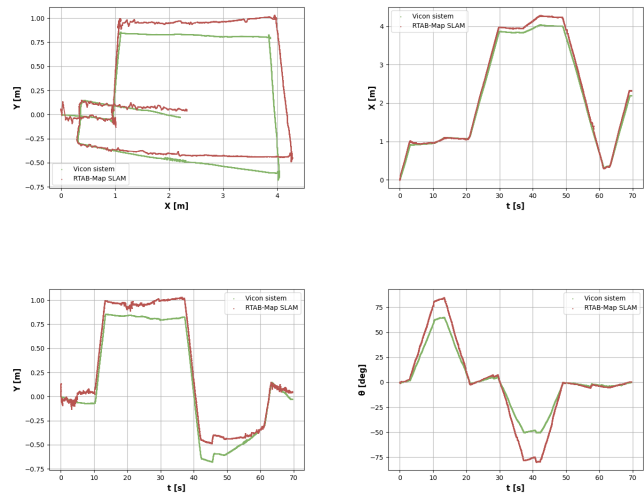 1.00
0.75
0.50
0.25
0.00
−0.25
−0.50
−0.75
Y [m]
Vicon sistem
RTAB-Map SLAM
0 1 2 3 4
X [m]
4
3
2
1
0
X [m]
Vicon sistem
RTAB-Map SLAM
0 10 20 30 40 50 60 70
t [s]
1.00
0.75
0.50
0.25
0.00
−0.25
−0.50
−0.75
Y [m]
Vicon sistem
RTAB-Map SLAM
0 10 20 30 40 50 60 70
t [s]
75
50
25
0
−25
−50
−75
θ [deg]
Vicon sistem
RTAB-Map SLAM
0 10 20 30 40 50 60 70
t [s]